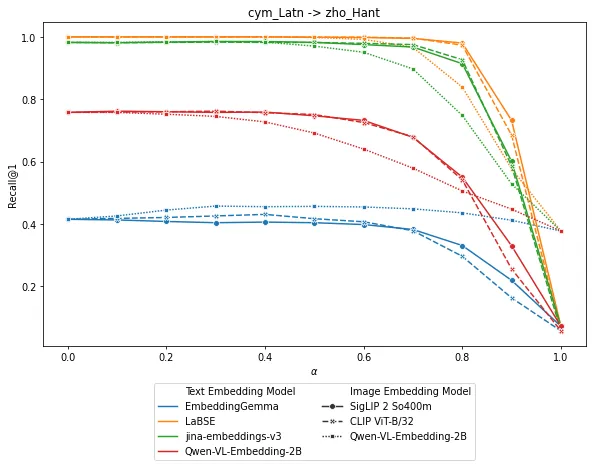 cym_Latn -> zho_Hant
Recall@1
1.0
0.8
0.6
0.4
0.2
0.0 0.2 0.4 0.6 0.8 1.0
α
Text Embedding Model
EmbeddingGemma
LaBSE
jina-embeddings-v3
Qwen-VL-Embedding-2B
Image Embedding Model
SigLIP 2 So400m
CLIP ViT-B/32
Qwen-VL-Embedding-2B